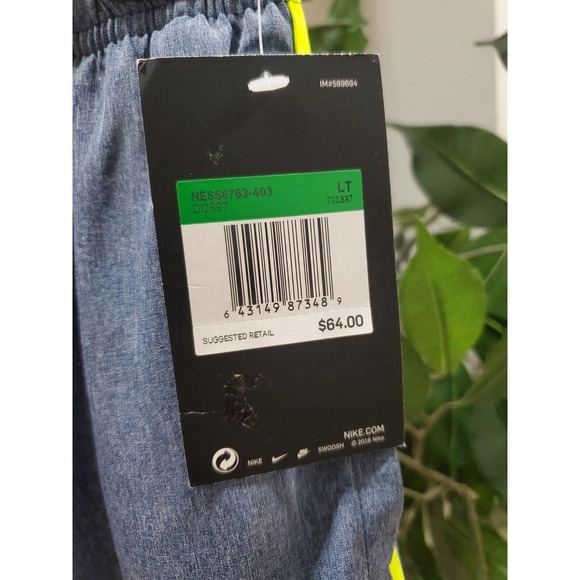 IM#589694
NESS8763-403 LT
DI2697 711337
6 43149 87348 9
SUGGESTED RETAIL $64.00
NIKE.COM
© 2016 Nike
NIKE SWOOSH